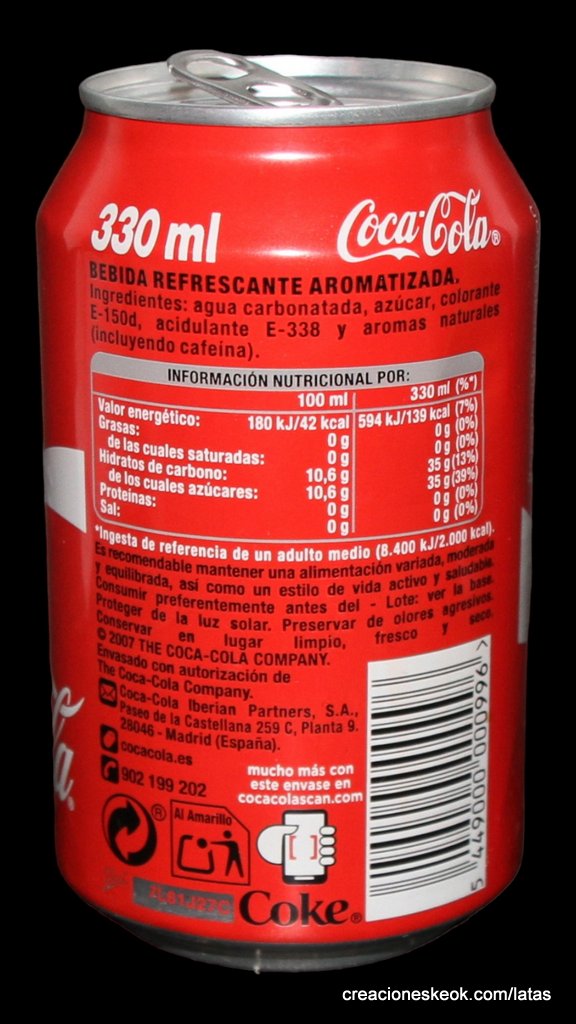 330 ml
Coca-Cola®
BEBIDA REFRESCANTE AROMATIZADA.
Ingredientes: agua carbonatada, azúcar, colorante
E-150d, acidulante E-338 y aromas naturales
(incluyendo cafeína).
INFORMACIÓN NUTRICIONAL POR:
100 ml 330 ml (%*)
Valor energético: 180 kJ/42 kcal 594 kJ/139 kcal (7%)
Grasas: 0 g 0 g (0%)
de las cuales saturadas: 0 g 0 g (0%)
Hidratos de carbono: 10,6 g 35 g (13%)
de los cuales azúcares: 10,6 g 35 g (39%)
Proteínas: 0 g 0 g (0%)
Sal: 0 g 0 g (0%)
*Ingesta de referencia de un adulto medio (8.400 kJ/2.000 kcal).
Es recomendable mantener una alimentación variada, moderada
y equilibrada, así como un estilo de vida activo y saludable.
Consumir preferentemente antes del - Lote: ver la base.
Proteger de la luz solar. Preservar de olores agresivos.
Conservar en lugar limpio, fresco y seco.
© 2007 THE COCA-COLA COMPANY.
Envasado con autorización de
The Coca-Cola Company.
Coca-Cola Iberian Partners, S.A.,
Paseo de la Castellana 259 C, Planta 9.
28046 - Madrid (España).
cocacola.es
902 199 202
mucho más con
este envase en
cocacolascan.com
®
Al Amarillo
Coke®
5 449000 000996 >
creacioneskeok.com/latas